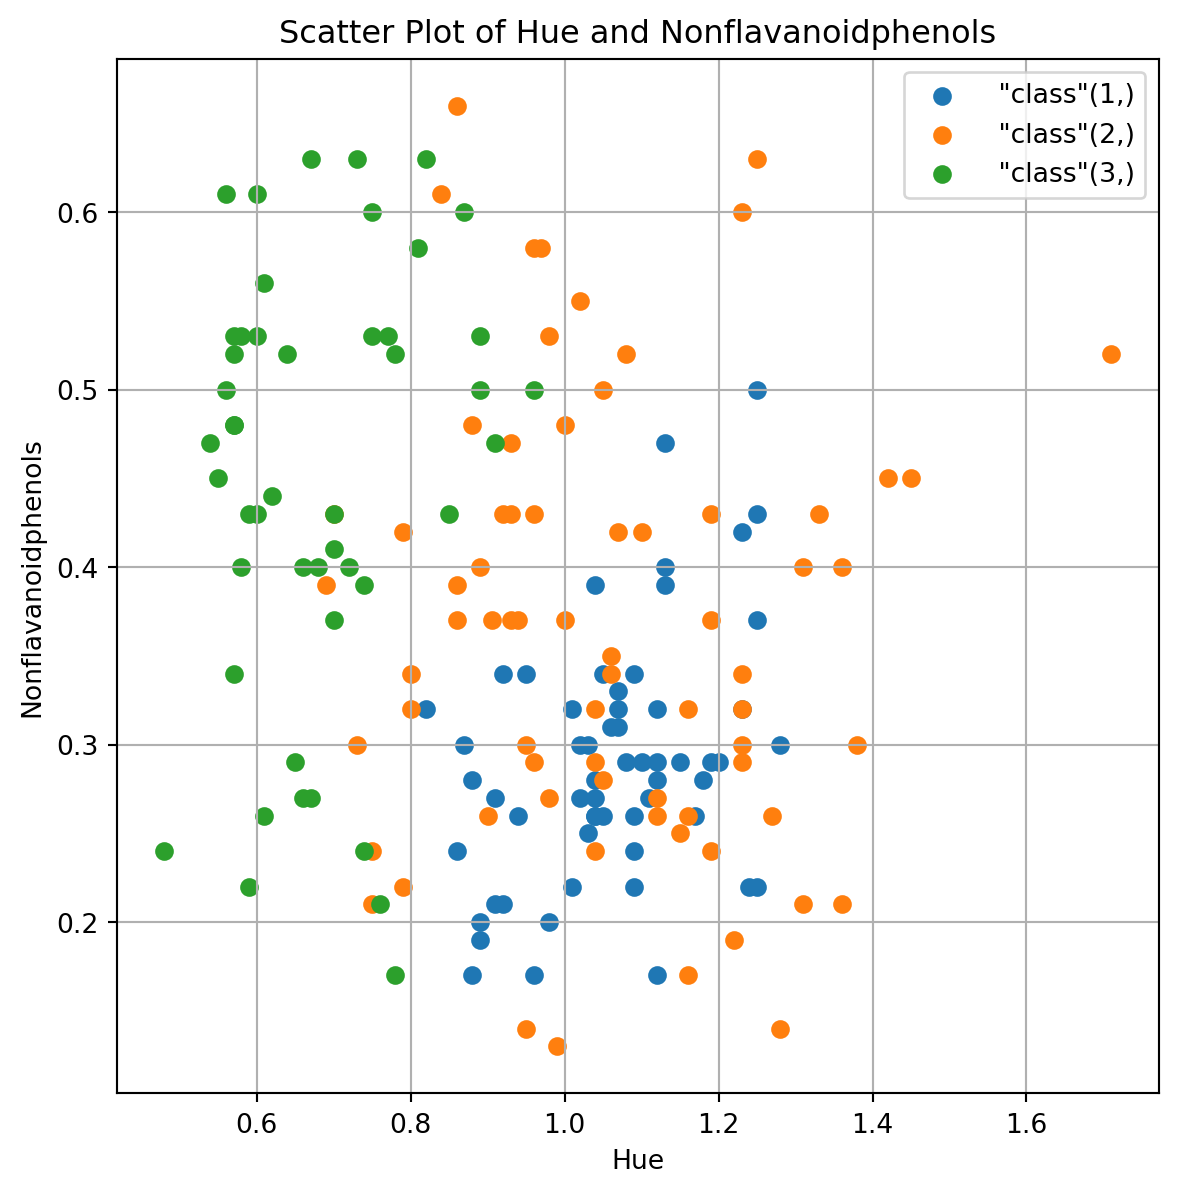 Scatter Plot of Hue and Nonflavanoidphenols
"class"(1,)
"class"(2,)
"class"(3,)
Nonflavanoidphenols
0.6
0.5
0.4
0.3
0.2
0.6 0.8 1.0 1.2 1.4 1.6
Hue